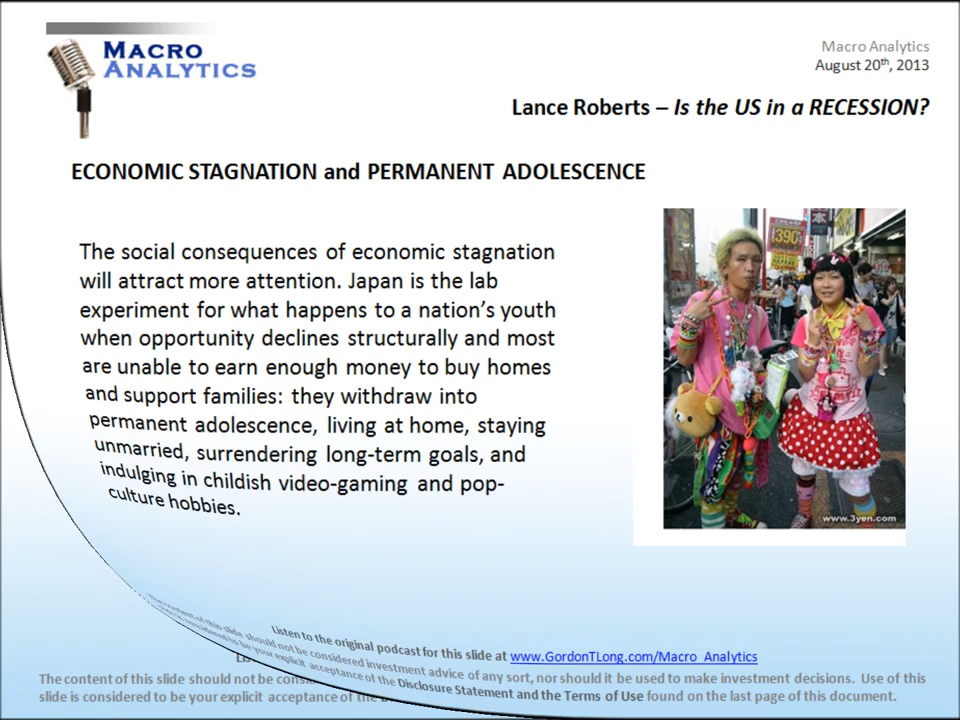 MACRO
ANALYTICS
Macro Analytics
August 20th, 2013
Lance Roberts – Is the US in a RECESSION?
ECONOMIC STAGNATION and PERMANENT ADOLESCENCE
The social consequences of economic stagnation
will attract more attention. Japan is the lab
experiment for what happens to a nation's youth
when opportunity declines structurally and most
are unable to earn enough money to buy homes
and support families: they withdraw into
permanent adolescence, living at home, staying
unmarried, surrendering long-term goals, and
indulging in childish video-gaming and pop-
culture hobbies.
390
本
www.3yen.com
Listen to the original podcast for this slide at www.GordonTLong.com/Macro_Analytics
The content of this slide should not be considered investment advice of any sort, nor should it be used to make investment decisions. Use of this
slide is considered to be your explicit acceptance of the Disclosure Statement and the Terms of Use found on the last page of this document.